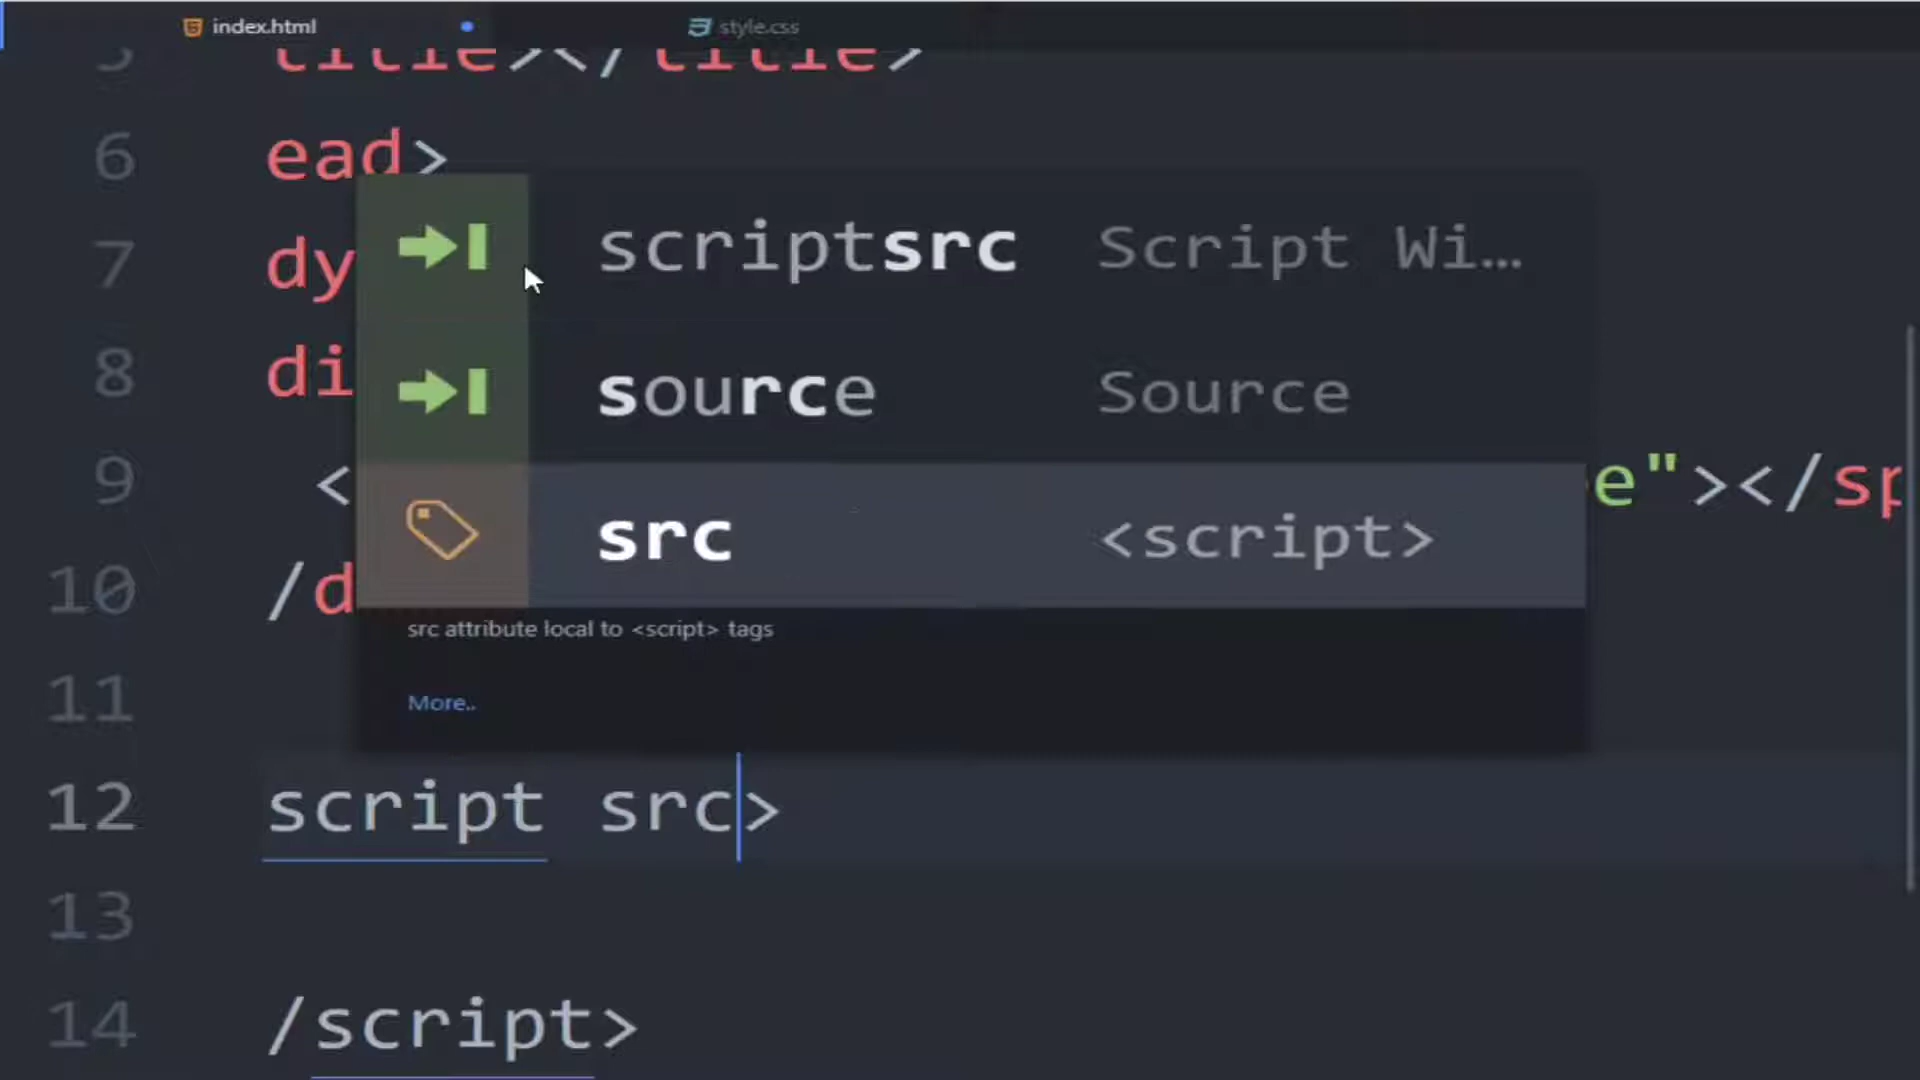 index.html
style.css
5 title></title>
6 ead>
scriptsrc Script Wi…
7 dy
8 di
source Source
9 < e"></sp
src <script>
10 /d
src attribute local to <script> tags
11
More..
12 script src>
13
14 /script>